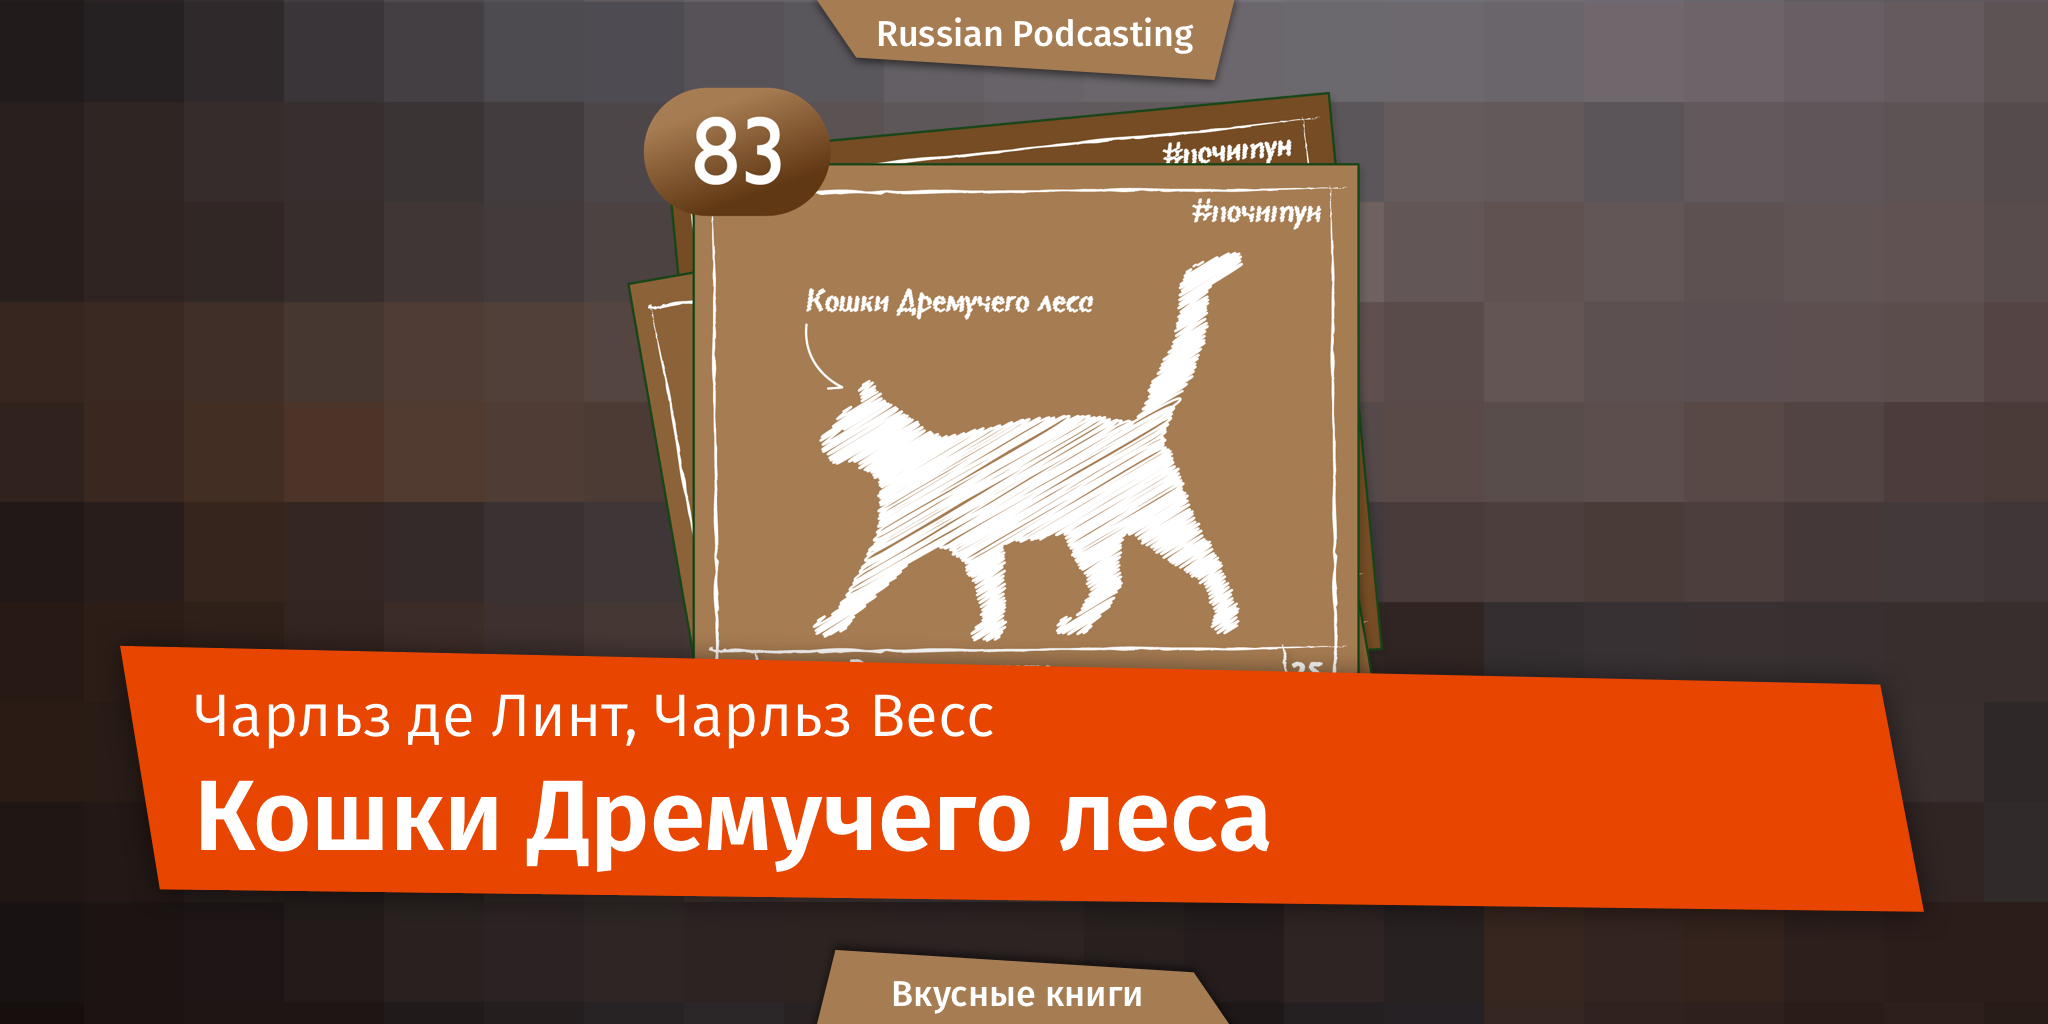 Russian Podcasting
83
#почитун
#почитун
Кошки Дремучего леса
Чарльз де Линт, Чарльз Весс
Кошки Дремучего леса
Вкусные книги